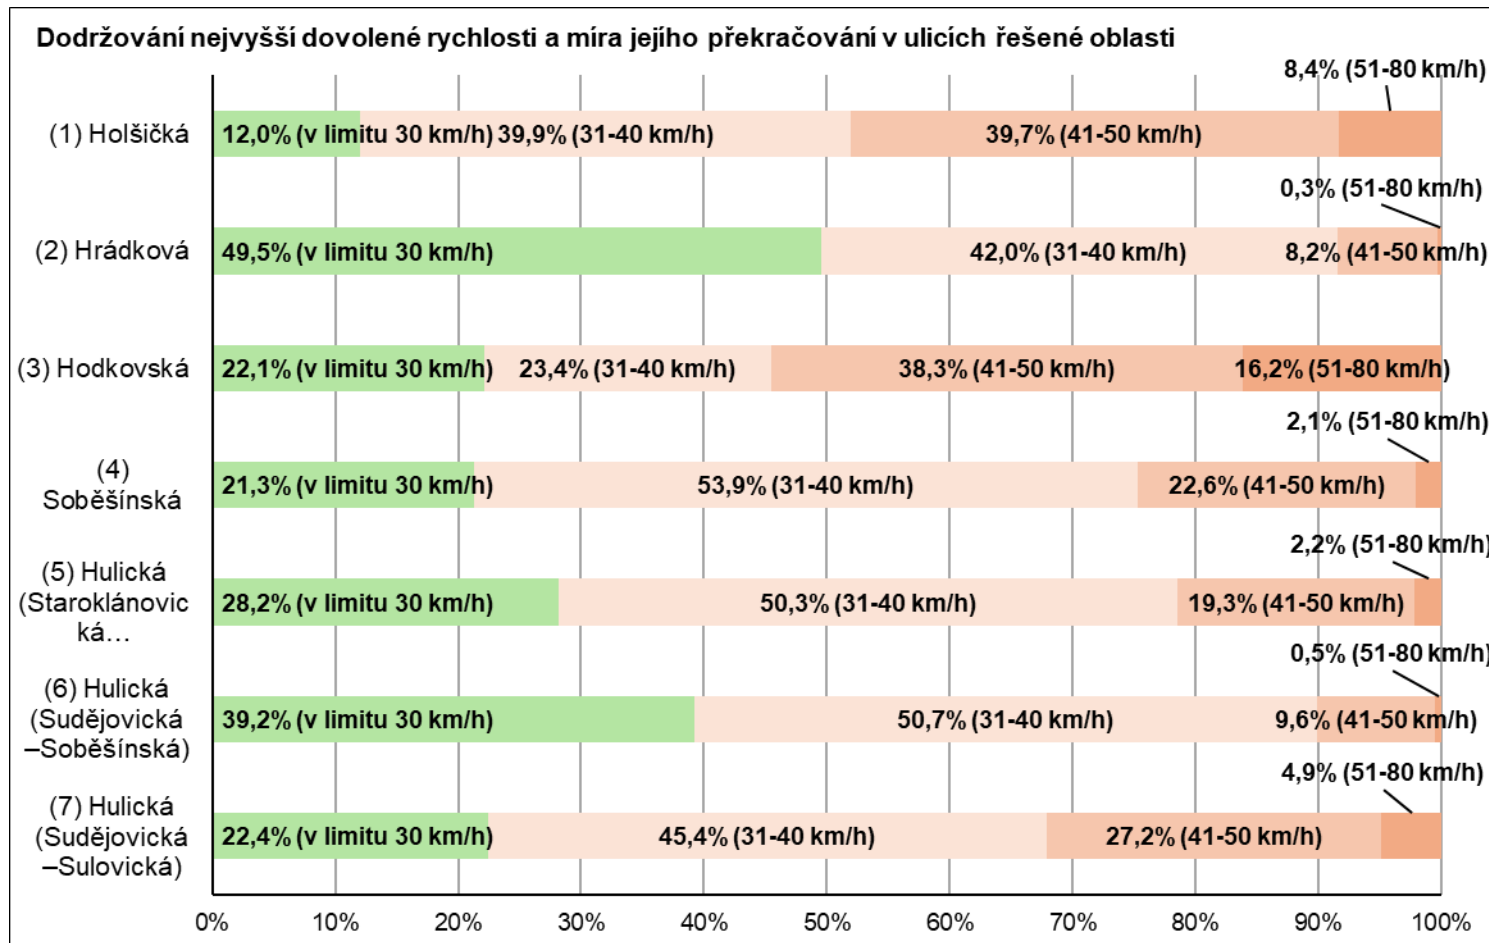 Dodržování nejvyšší dovolené rychlosti a míra jejího překračování v ulicích řešené oblasti
8,4% (51-80 km/h)
(1) Holšičká
12,0% (v limitu 30 km/h)
39,9% (31-40 km/h)
39,7% (41-50 km/h)
0,3% (51-80 km/h)
(2) Hrádková
49,5% (v limitu 30 km/h)
42,0% (31-40 km/h)
8,2% (41-50 km/h)
(3) Hodkovská
22,1% (v limitu 30 km/h)
23,4% (31-40 km/h)
38,3% (41-50 km/h)
16,2% (51-80 km/h)
2,1% (51-80 km/h)
(4)
Soběšínská
21,3% (v limitu 30 km/h)
53,9% (31-40 km/h)
22,6% (41-50 km/h)
2,2% (51-80 km/h)
(5) Hulická
(Staroklánovic
ká…
28,2% (v limitu 30 km/h)
50,3% (31-40 km/h)
19,3% (41-50 km/h)
0,5% (51-80 km/h)
(6) Hulická
(Sudějovická
–Soběšínská)
39,2% (v limitu 30 km/h)
50,7% (31-40 km/h)
9,6% (41-50 km/h)
4,9% (51-80 km/h)
(7) Hulická
(Sudějovická
–Sulovická)
22,4% (v limitu 30 km/h)
45,4% (31-40 km/h)
27,2% (41-50 km/h)
0% 10% 20% 30% 40% 50% 60% 70% 80% 90% 100%